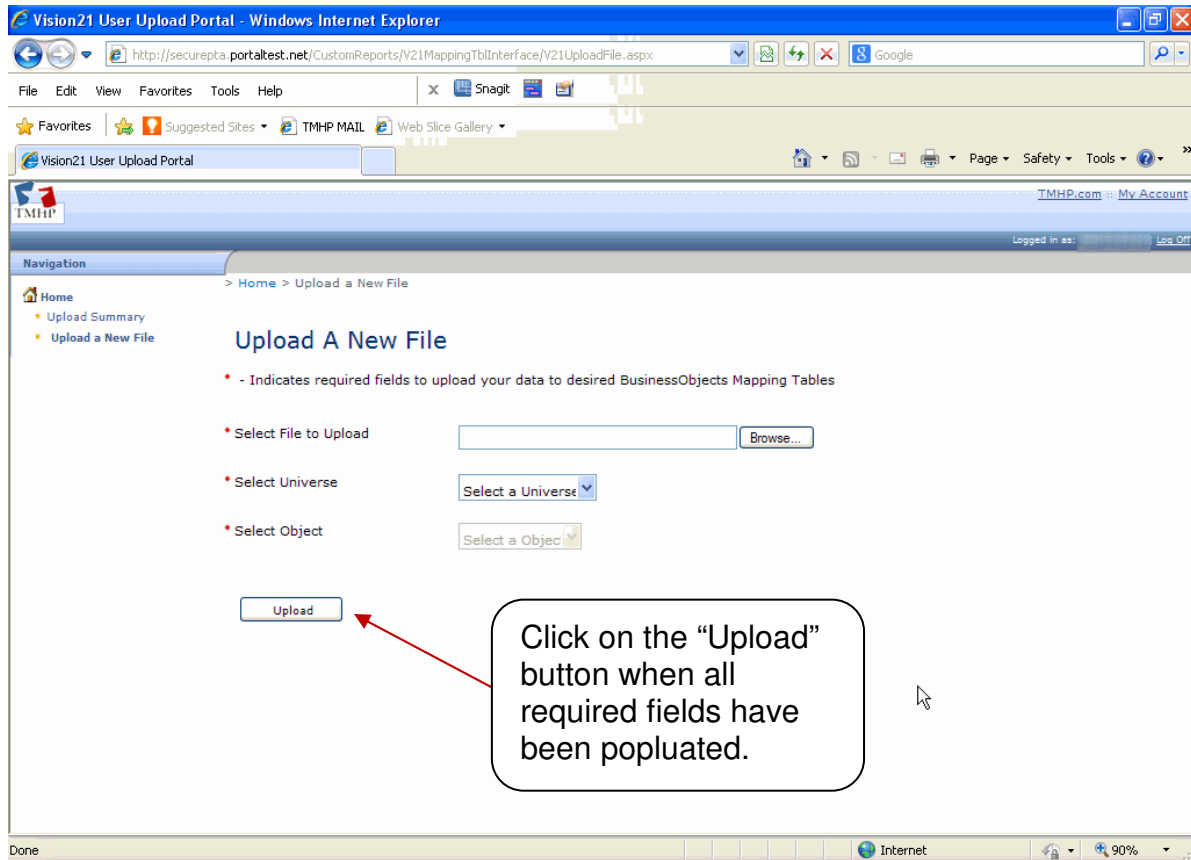 Vision21 User Upload Portal - Windows Internet Explorer
http://securepta.portaltest.net/CustomReports/V21MappingTblInterface/V21UploadFile.aspx
Google
File Edit View Favorites Tools Help
x Snagit
Favorites Suggested Sites TMHP MAIL Web Slice Gallery
Vision21 User Upload Portal
Page Safety Tools »
TMHP
TMHP.com :: My Account
Logged in as: Log Off
Navigation
> Home > Upload a New File
Home
Upload Summary
Upload a New File
Upload A New File
* - Indicates required fields to upload your data to desired BusinessObjects Mapping Tables
* Select File to Upload
Browse...
* Select Universe
Select a Universe
* Select Object
Select a Objec
Upload
Click on the “Upload”
button when all
required fields have
been popluated.
Done
Internet
90%